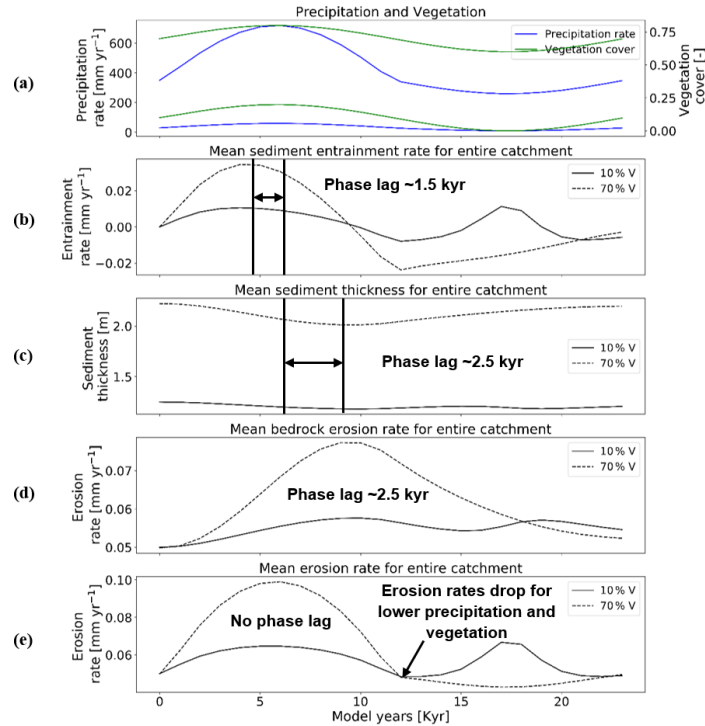 Precipitation and Vegetation
(a)
Precipitation
rate [mm yr⁻¹]
600
400
200
0
Precipitation rate
Vegetation cover
0.75
0.50
0.25
0.00
Vegetation
cover [-]
Mean sediment entrainment rate for entire catchment
(b)
Entrainment
rate [mm yr⁻¹]
0.02
0.00
−0.02
Phase lag ~1.5 kyr
10% V
70% V
Mean sediment thickness for entire catchment
(c)
Sediment
thickness [m]
2.0
1.5
Phase lag ~2.5 kyr
10% V
70% V
Mean bedrock erosion rate for entire catchment
(d)
Erosion
rate [mm yr⁻¹]
0.07
0.06
0.05
Phase lag ~2.5 kyr
10% V
70% V
Mean erosion rate for entire catchment
(e)
Erosion
rate [mm yr⁻¹]
0.10
0.08
0.06
No phase lag
Erosion rates drop for
lower precipitation and
vegetation
10% V
70% V
0 5 10 15 20
Model years [Kyr]